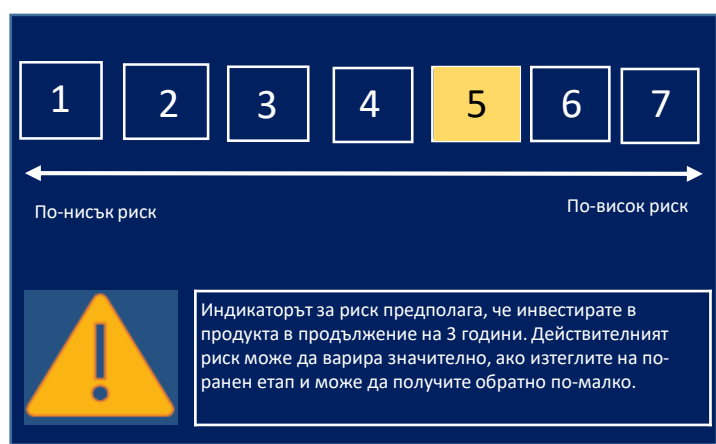 1 2 3 4 5 6 7
По-нисък риск По-висок риск
Индикаторът за риск предполага, че инвестирате в
продукта в продължение на 3 години. Действителният
риск може да варира значително, ако изтеглите на по-
ранен етап и може да получите обратно по-малко.